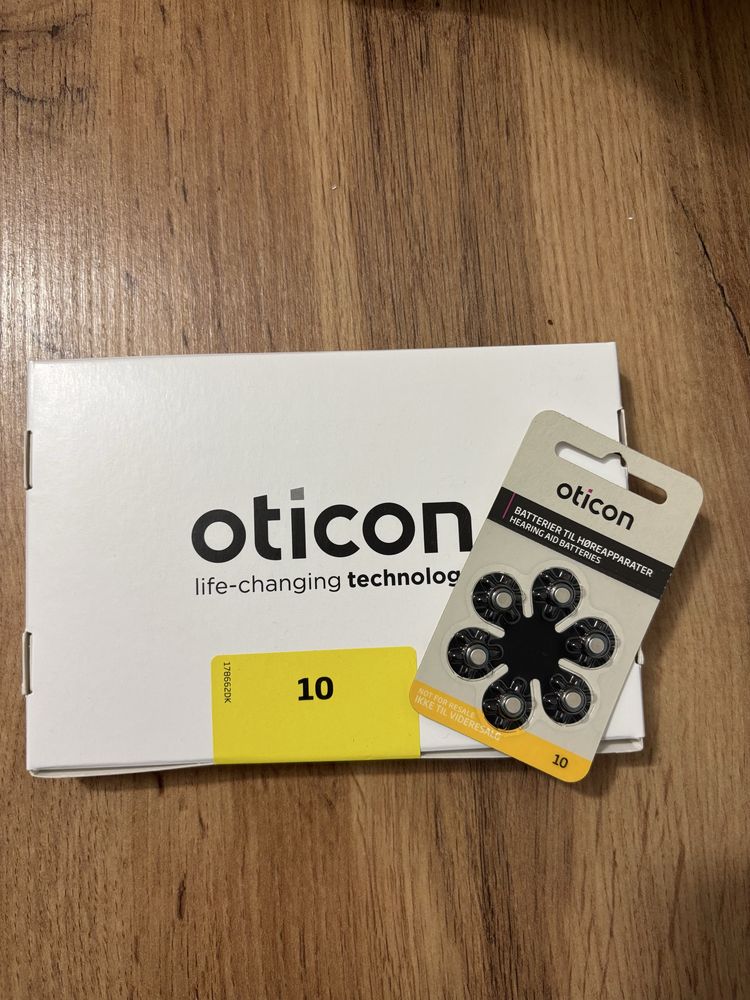 oticon
life-changing technolog
10
178662DK
oticon
BATTERIER TIL HØREAPPARATER
HEARING AID BATTERIES
NOT FOR RESALE
IKKE TIL VIDERESALG
10